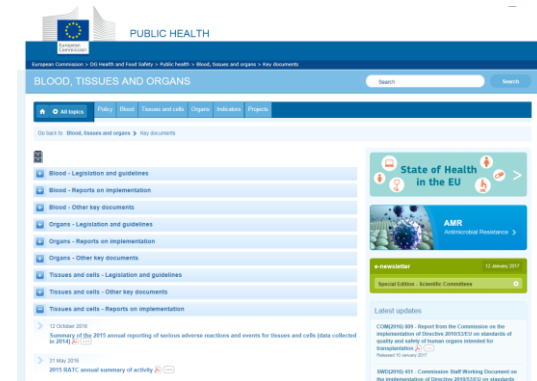 European
Commission
PUBLIC HEALTH
European Commission > DG Health and Food Safety > Public health > Blood, tissues and organs > Key documents
BLOOD, TISSUES AND ORGANS
Search
Search
All topics
Policy
Blood
Tissues and cells
Organs
Indicators
Projects
Go back to Blood, tissues and organs > Key documents
Blood - Legislation and guidelines
Blood - Reports on implementation
Blood - Other key documents
Organs - Legislation and guidelines
Organs - Reports on implementation
Organs - Other key documents
Tissues and cells - Legislation and guidelines
Tissues and cells - Other key documents
Tissues and cells - Reports on implementation
12 October 2016
Summary of the 2015 annual reporting of serious adverse reactions and events for tissues and cells (data collected
in 2014)
31 May 2016
2015 RATC annual summary of activity
State of Health
in the EU
AMR
Antimicrobial Resistance >
e-newsletter
12 January 2017
Special Edition - Scientific Committees
Latest updates
COM(2016) 809 - Report from the Commission on the
implementation of Directive 2010/53/EU on standards of
quality and safety of human organs intended for
transplantation
Released 10 January 2017
SWD(2016) 451 - Commission Staff Working Document on
the implementation of Directive 2010/53/EU on standards